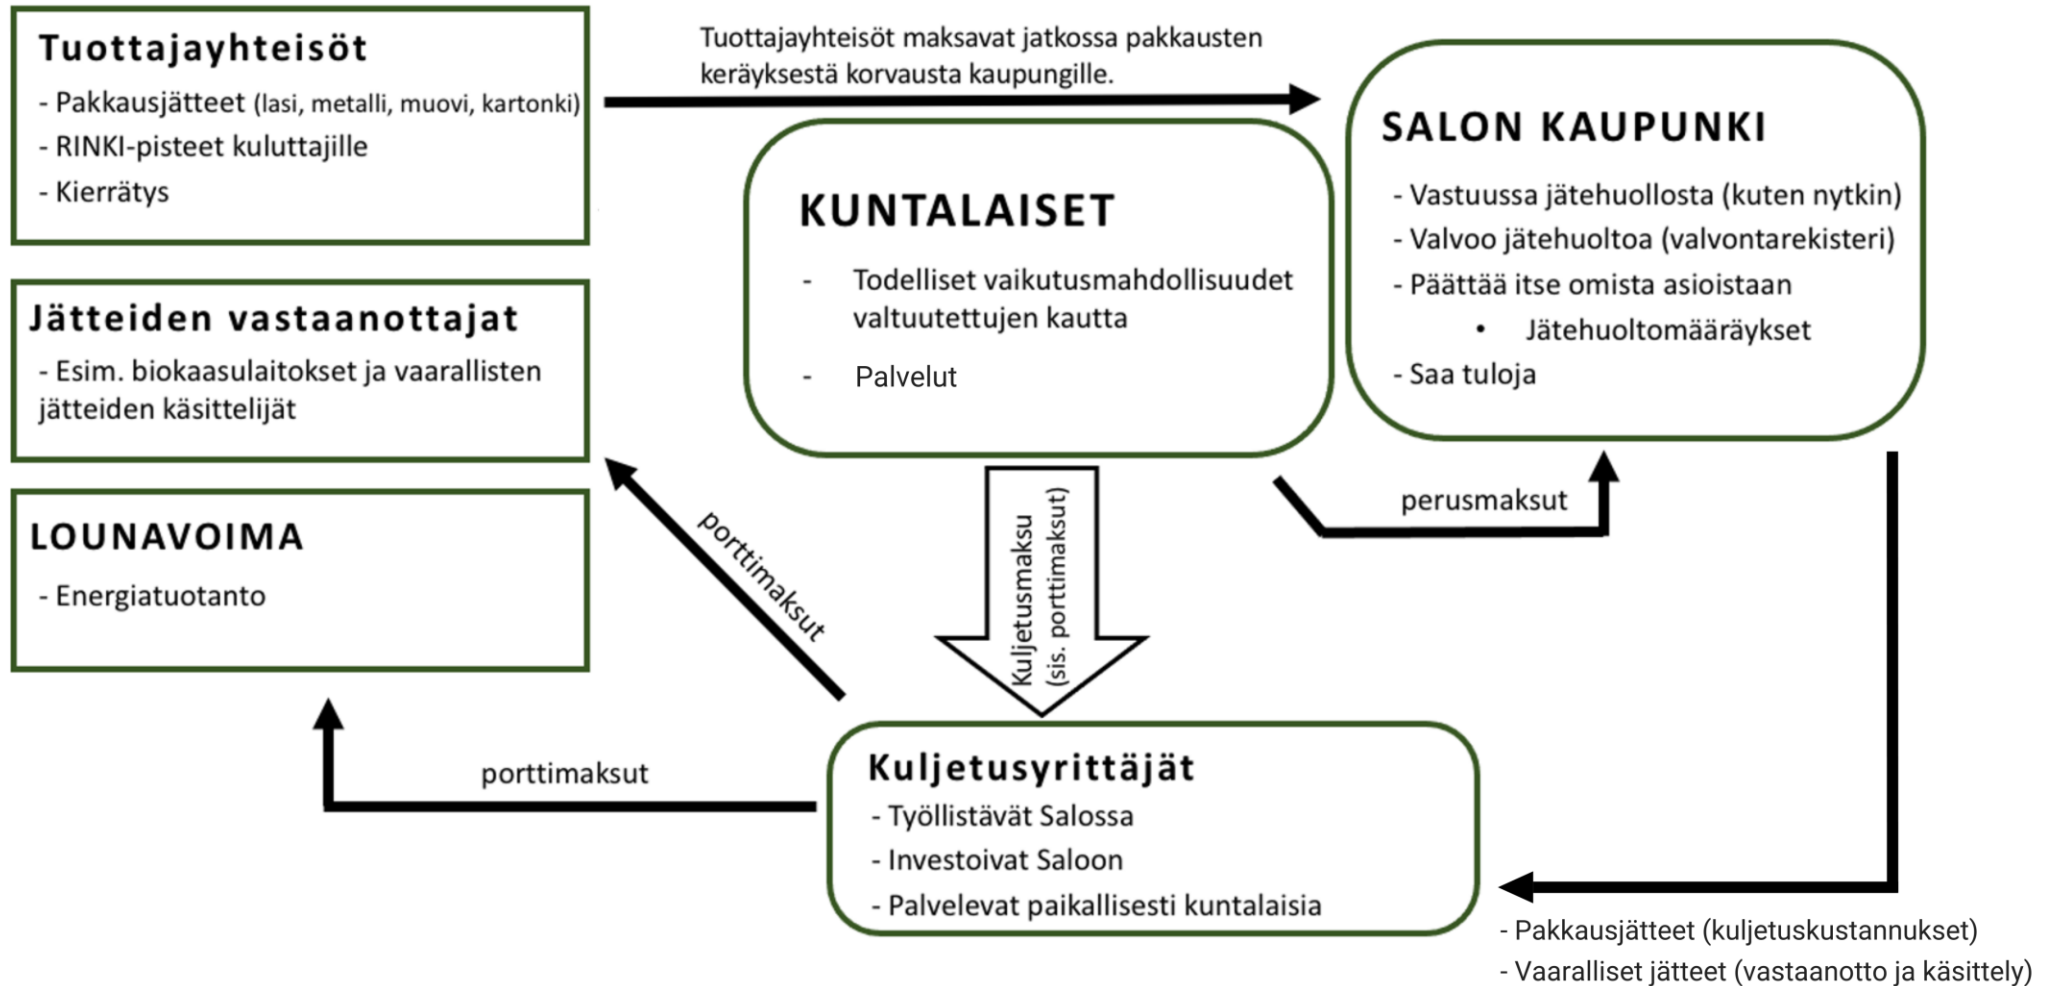 Tuottajayhteisöt
- Pakkausjätteet (lasi, metalli, muovi, kartonki)
- RINKI-pisteet kuluttajille
- Kierrätys
Tuottajayhteisöt maksavat jatkossa pakkausten
keräyksestä korvausta kaupungille.
SALON KAUPUNKI
- Vastuussa jätehuollosta (kuten nytkin)
- Valvoo jätehuoltoa (valvontarekisteri)
- Päättää itse omista asioistaan
• Jätehuoltomääräykset
- Saa tuloja
KUNTALAISET
- Todelliset vaikutusmahdollisuudet
valtuutettujen kautta
- Palvelut
Jätteiden vastaanottajat
- Esim. biokaasulaitokset ja vaarallisten
jätteiden käsittelijät
LOUNAVOIMA
- Energiatuotanto
porttimaksut
Kuljetusmaksu
(sis. porttimaksut)
perusmaksut
porttimaksut
Kuljetusyrittäjät
- Työllistävät Salossa
- Investoivat Saloon
- Palvelevat paikallisesti kuntalaisia
- Pakkausjätteet (kuljetuskustannukset)
- Vaaralliset jätteet (vastaanotto ja käsittely)